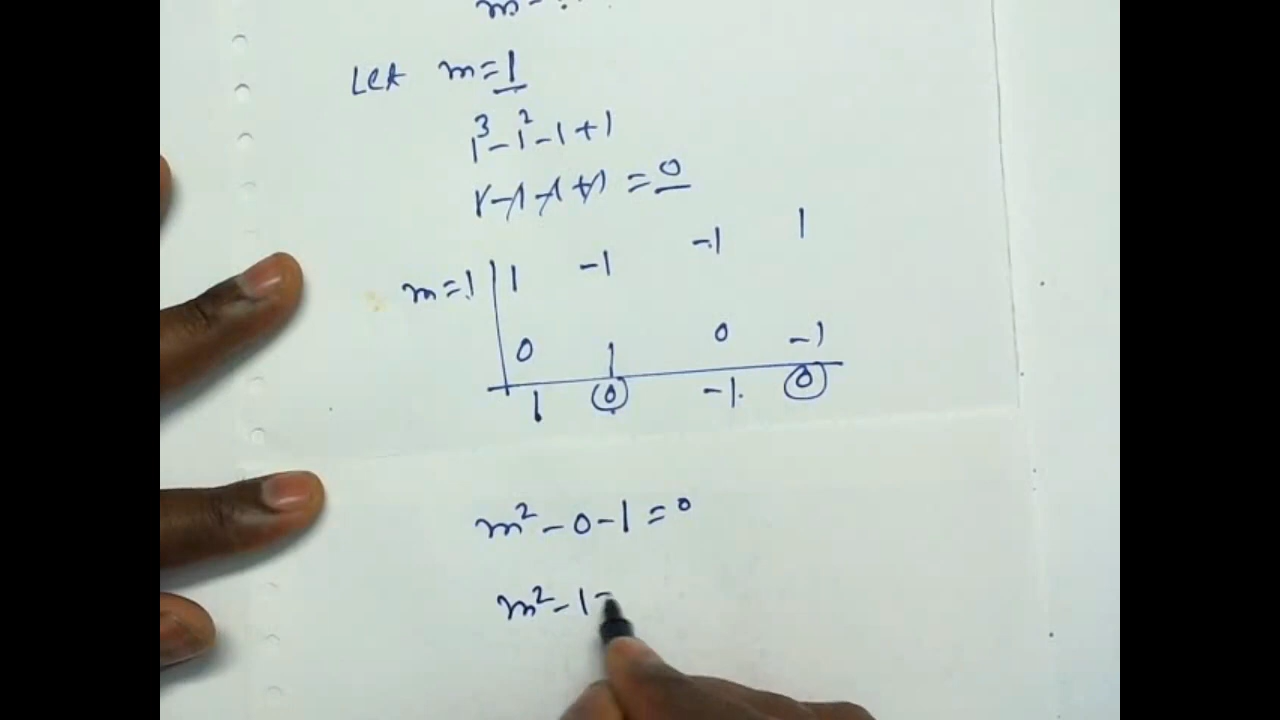 Let m=1
1³-1²-1+1
1-1-1+1 =0
m=1 | 1 -1 -1 1
0 1 0 -1
1 0 -1 0
m²-0-1=0
m²-1=